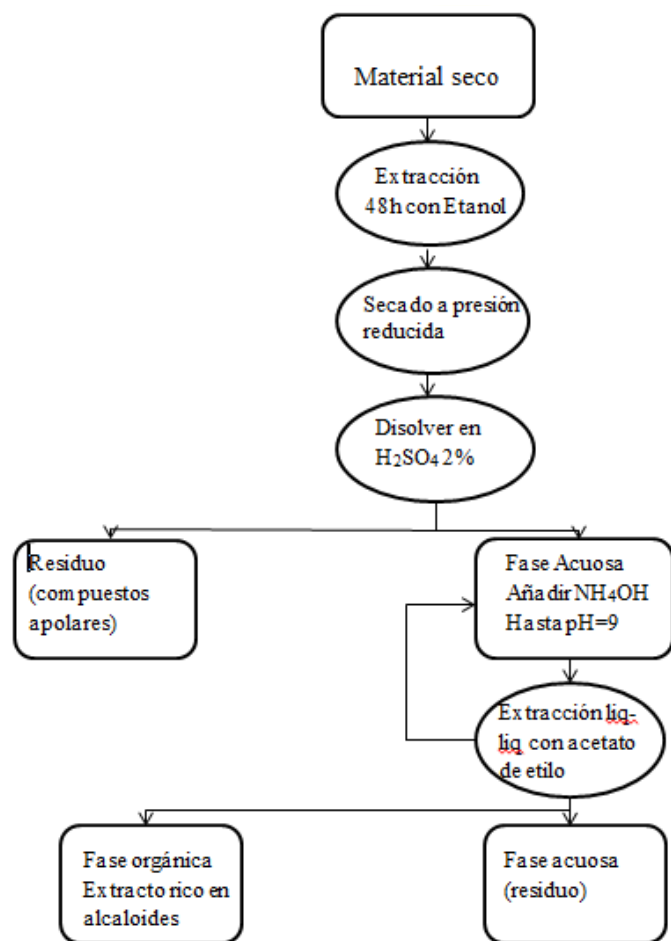 Material seco
Extracción
48h con Etanol
Secado a presión
reducida
Disolver en
H₂SO₄ 2%
Residuo
(compuestos
apolares)
Fase Acuosa
Añadir NH₄OH
Hasta pH=9
Extracción liq-
liq con acetato
de etilo
Fase orgánica
Extracto rico en
alcaloides
Fase acuosa
(residuo)